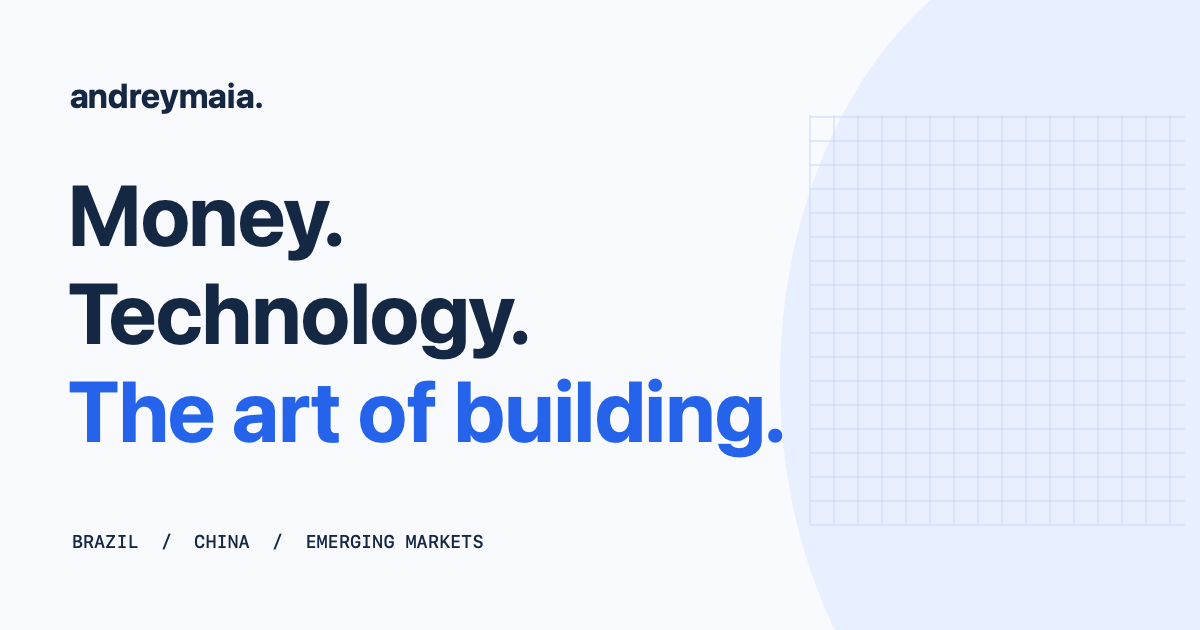 andreymaia.
Money.
Technology.
The art of building.
BRAZIL / CHINA / EMERGING MARKETS